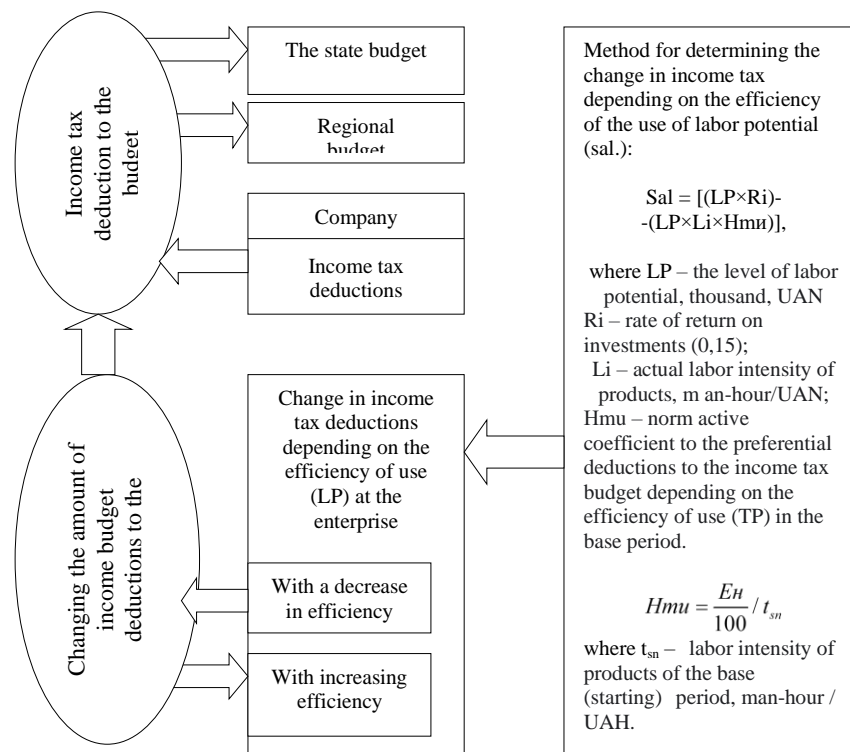 Income tax
deduction to the
budget
The state budget
Regional
budget
Company
Income tax
deductions
Changing the amount of
income budget
deductions to the
Change in income
tax deductions
depending on the
efficiency of use
(LP) at the
enterprise
With a decrease
in efficiency
With increasing
efficiency
Method for determining the
change in income tax
depending on the efficiency
of the use of labor potential
(sal.):
Sal = [(LP×Ri)-
-(LP×Li×Hmи)],
where LP – the level of labor
potential, thousand, UAN
Ri – rate of return on
investments (0,15);
Li – actual labor intensity of
products, m an-hour/UAN;
Hmu – norm active
coefficient to the preferential
deductions to the income tax
budget depending on the
efficiency of use (TP) in the
base period.
Hmu = Eн/100 / tsn
where tsn – labor intensity of
products of the base
(starting) period, man-hour /
UAH.